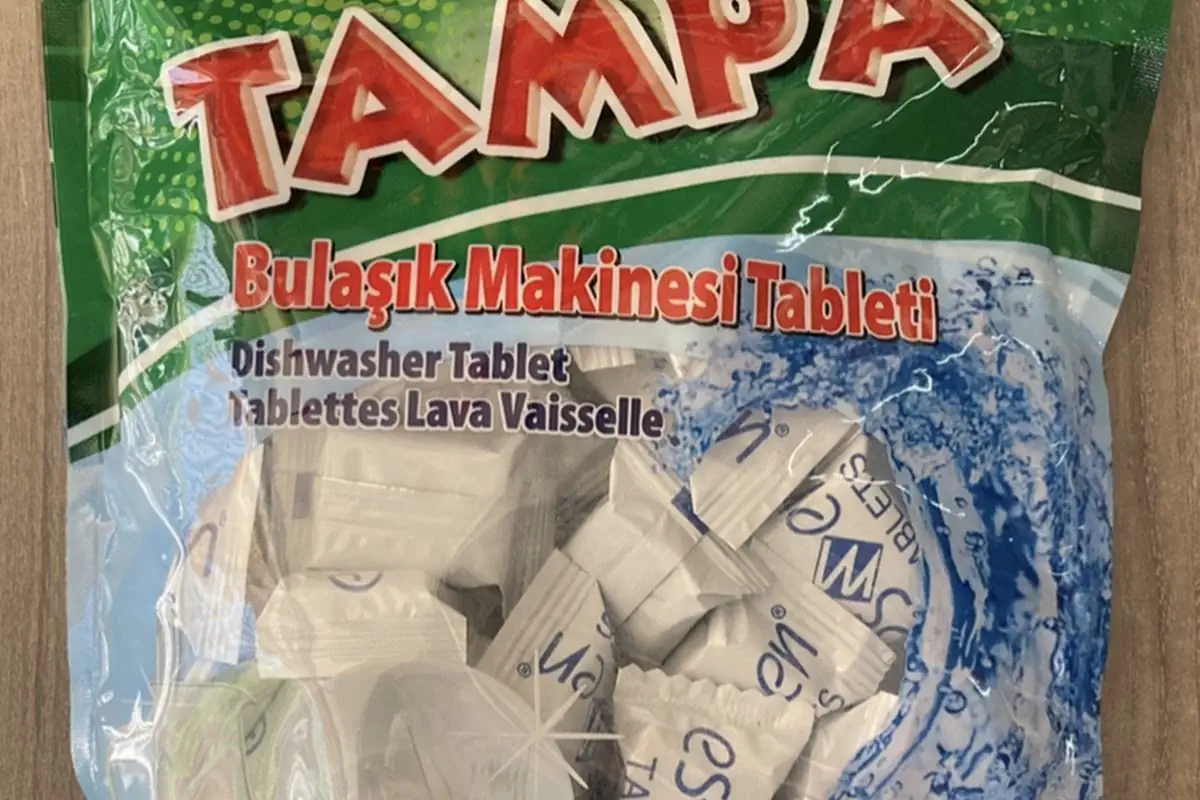 TAMPA
Bulaşık Makinesi Tableti
Dishwasher Tablet
Tablettes Lava Vaisselle